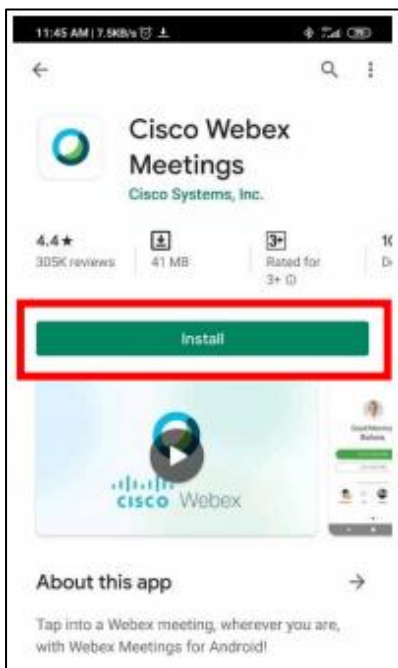 11:45 AM | 7.5KB/s
Cisco Webex
Meetings
Cisco Systems, Inc.
4.4★
3+
10
305K reviews
41 MB
Rated for
3+
Install
CISCO Webex
About this app
Tap into a Webex meeting, wherever you are,
with Webex Meetings for Android!